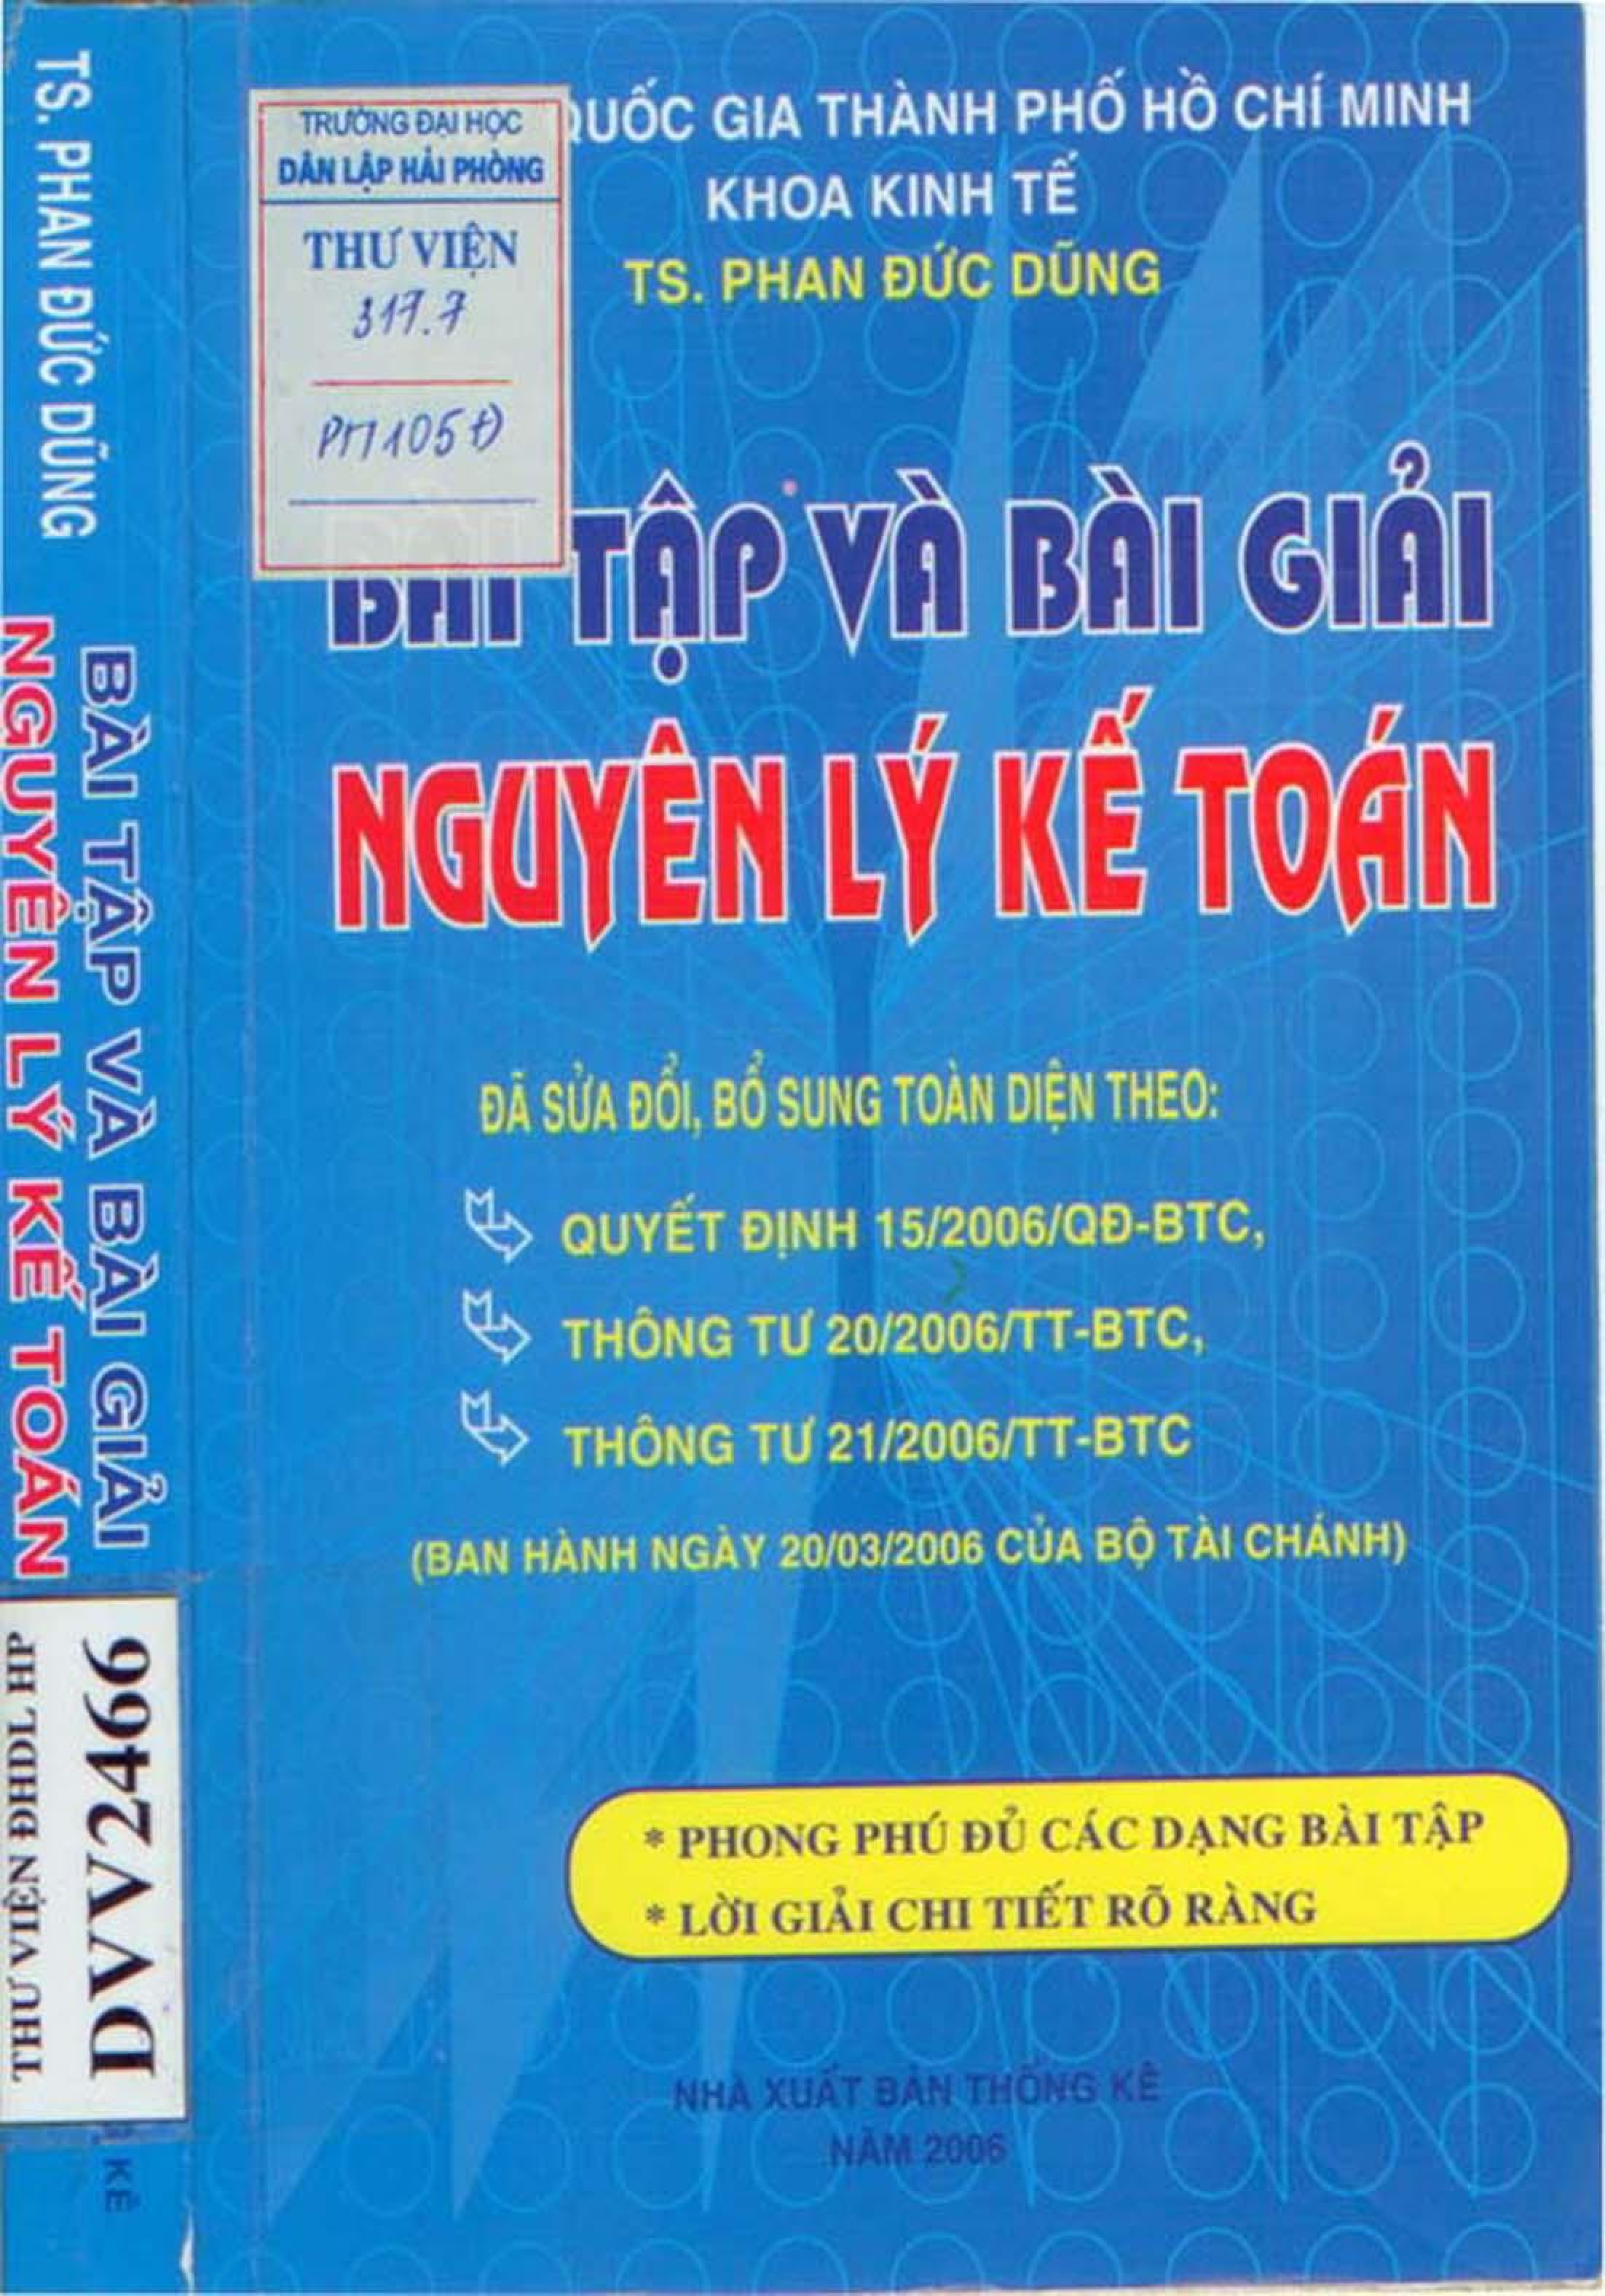 TS. PHAN ĐỨC DŨNG
BÀI TẬP VÀ BÀI GIẢI
NGUYÊN LÝ KẾ TOÁN
DVV2466
THƯ VIỆN ĐHDL HP
KÊ
TRƯỜNG ĐẠI HỌC
DÂN LẬP HẢI PHÒNG
THƯ VIỆN
317.7
PM105Đ
QUỐC GIA THÀNH PHỐ HỒ CHÍ MINH
KHOA KINH TẾ
TS. PHAN ĐỨC DŨNG
BÀI TẬP VÀ BÀI GIẢI
NGUYÊN LÝ KẾ TOÁN
ĐÃ SỬA ĐỔI, BỔ SUNG TOÀN DIỆN THEO:
QUYẾT ĐỊNH 15/2006/QĐ-BTC,
THÔNG TƯ 20/2006/TT-BTC,
THÔNG TƯ 21/2006/TT-BTC
(BAN HÀNH NGÀY 20/03/2006 CỦA BỘ TÀI CHÁNH)
* PHONG PHÚ ĐỦ CÁC DẠNG BÀI TẬP
* LỜI GIẢI CHI TIẾT RÕ RÀNG
NHÀ XUẤT BẢN THỐNG KÊ
NĂM 2006